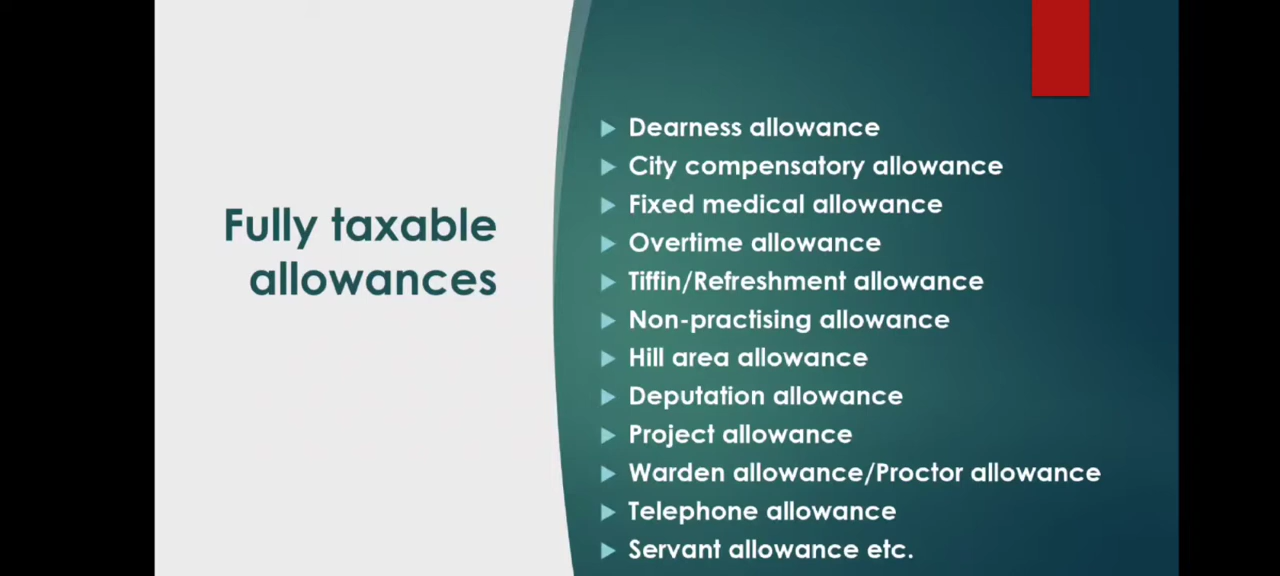 Fully taxable
allowances
Dearness allowance
City compensatory allowance
Fixed medical allowance
Overtime allowance
Tiffin/Refreshment allowance
Non-practising allowance
Hill area allowance
Deputation allowance
Project allowance
Warden allowance/Proctor allowance
Telephone allowance
Servant allowance etc.